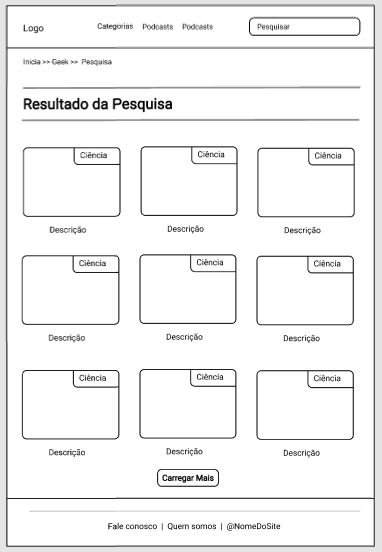 Logo Categorias Podcasts Podcasts Pesquisar
Inicia >> Geek >> Pesquisa
Resultado da Pesquisa
Ciência Ciência Ciência
Descrição Descrição Descrição
Ciência Ciência Ciência
Descrição Descrição Descrição
Ciência Ciência Ciência
Descrição Descrição Descrição
Carregar Mais
Fale conosco | Quem somos | @NomeDoSite